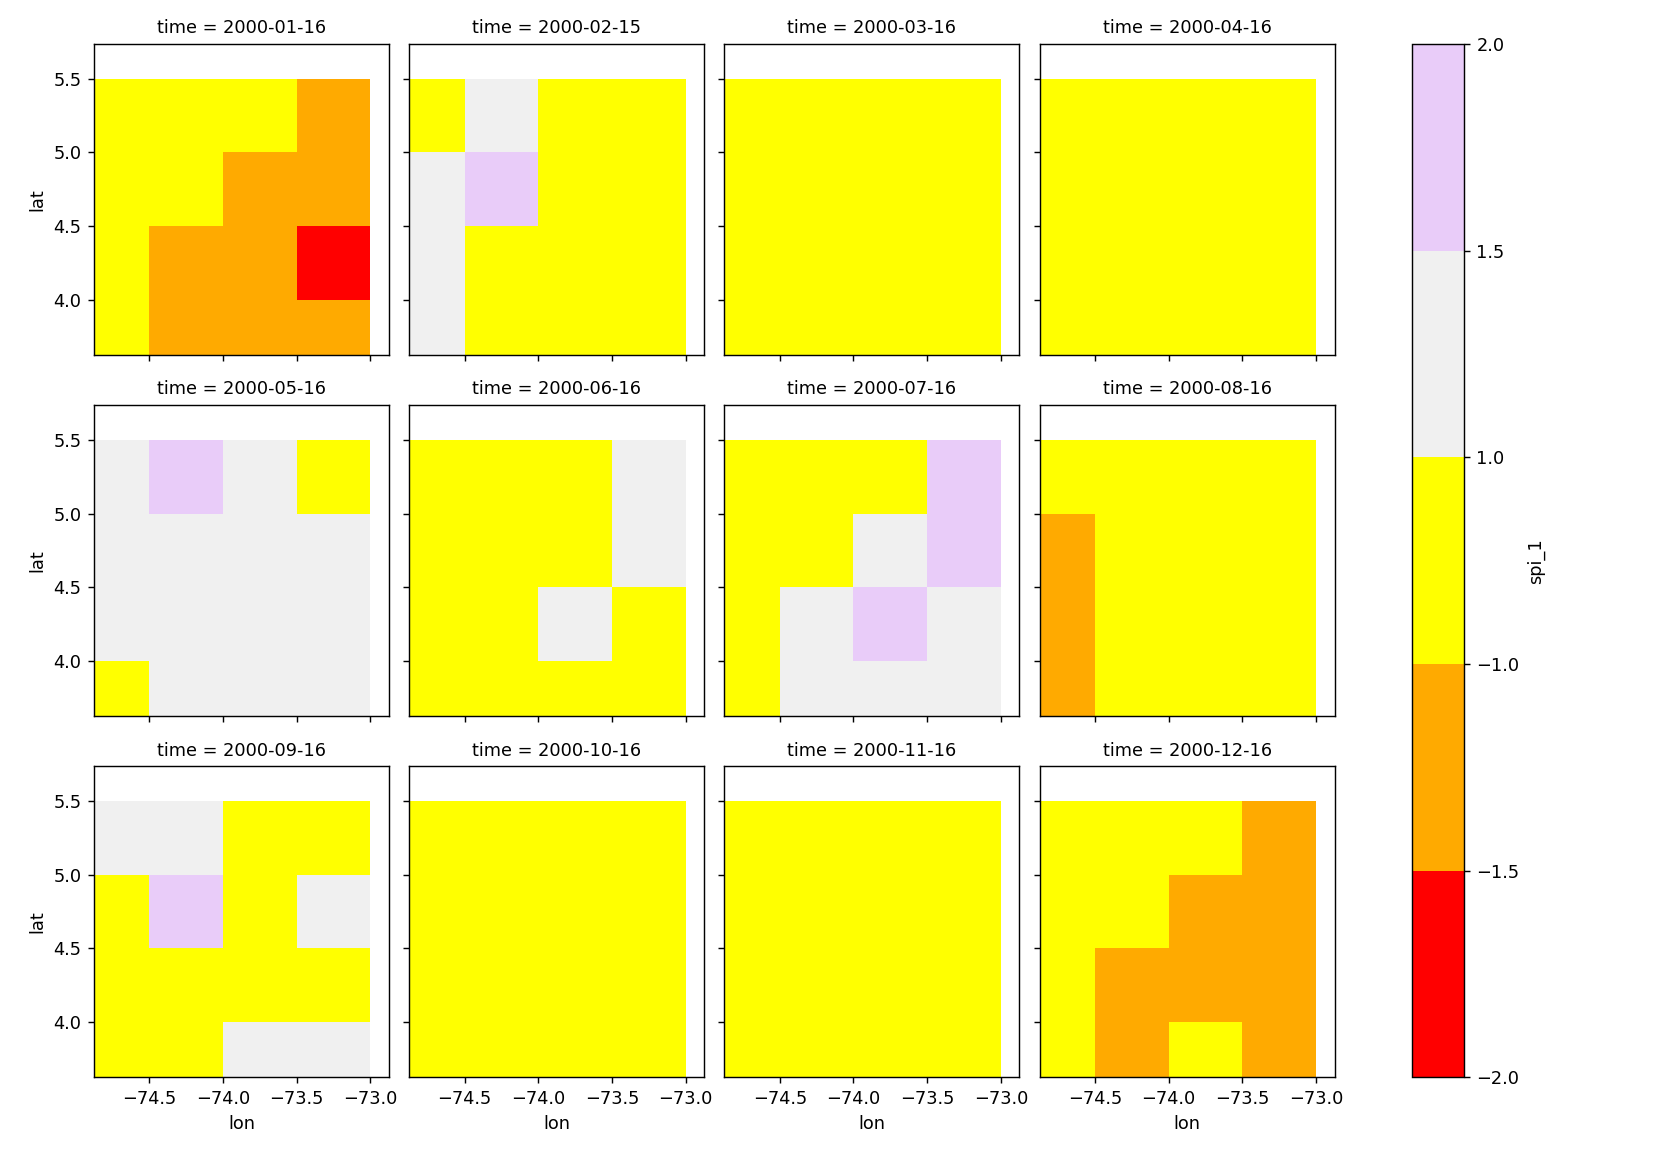 time = 2000-01-16
time = 2000-02-15
time = 2000-03-16
time = 2000-04-16
5.5
5.0
4.5
4.0
lat
time = 2000-05-16
time = 2000-06-16
time = 2000-07-16
time = 2000-08-16
5.5
5.0
4.5
4.0
lat
time = 2000-09-16
time = 2000-10-16
time = 2000-11-16
time = 2000-12-16
5.5
5.0
4.5
4.0
lat
−74.5 −74.0 −73.5 −73.0
lon
−74.5 −74.0 −73.5 −73.0
lon
−74.5 −74.0 −73.5 −73.0
lon
−74.5 −74.0 −73.5 −73.0
lon
2.0
1.5
1.0
−1.0
−1.5
−2.0
spi_1